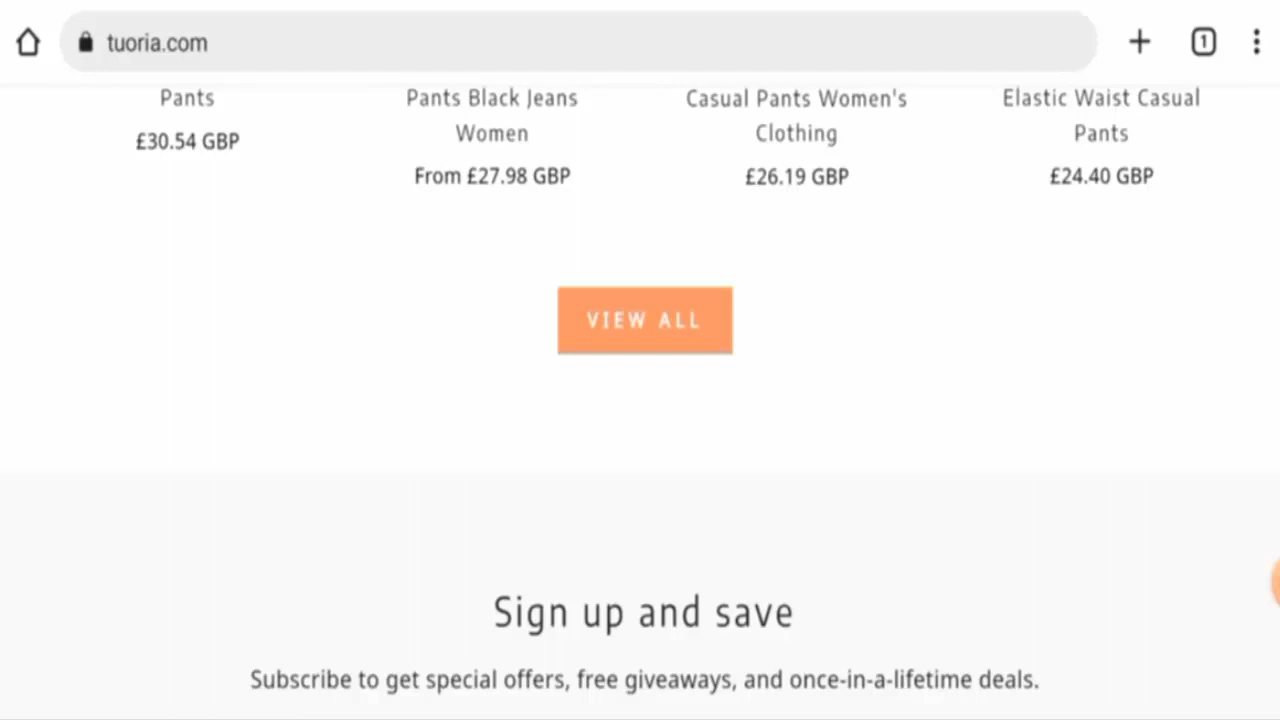 tuoria.com
1
Pants
£30.54 GBP
Pants Black Jeans
Women
From £27.98 GBP
Casual Pants Women's
Clothing
£26.19 GBP
Elastic Waist Casual
Pants
£24.40 GBP
VIEW ALL
Sign up and save
Subscribe to get special offers, free giveaways, and once-in-a-lifetime deals.